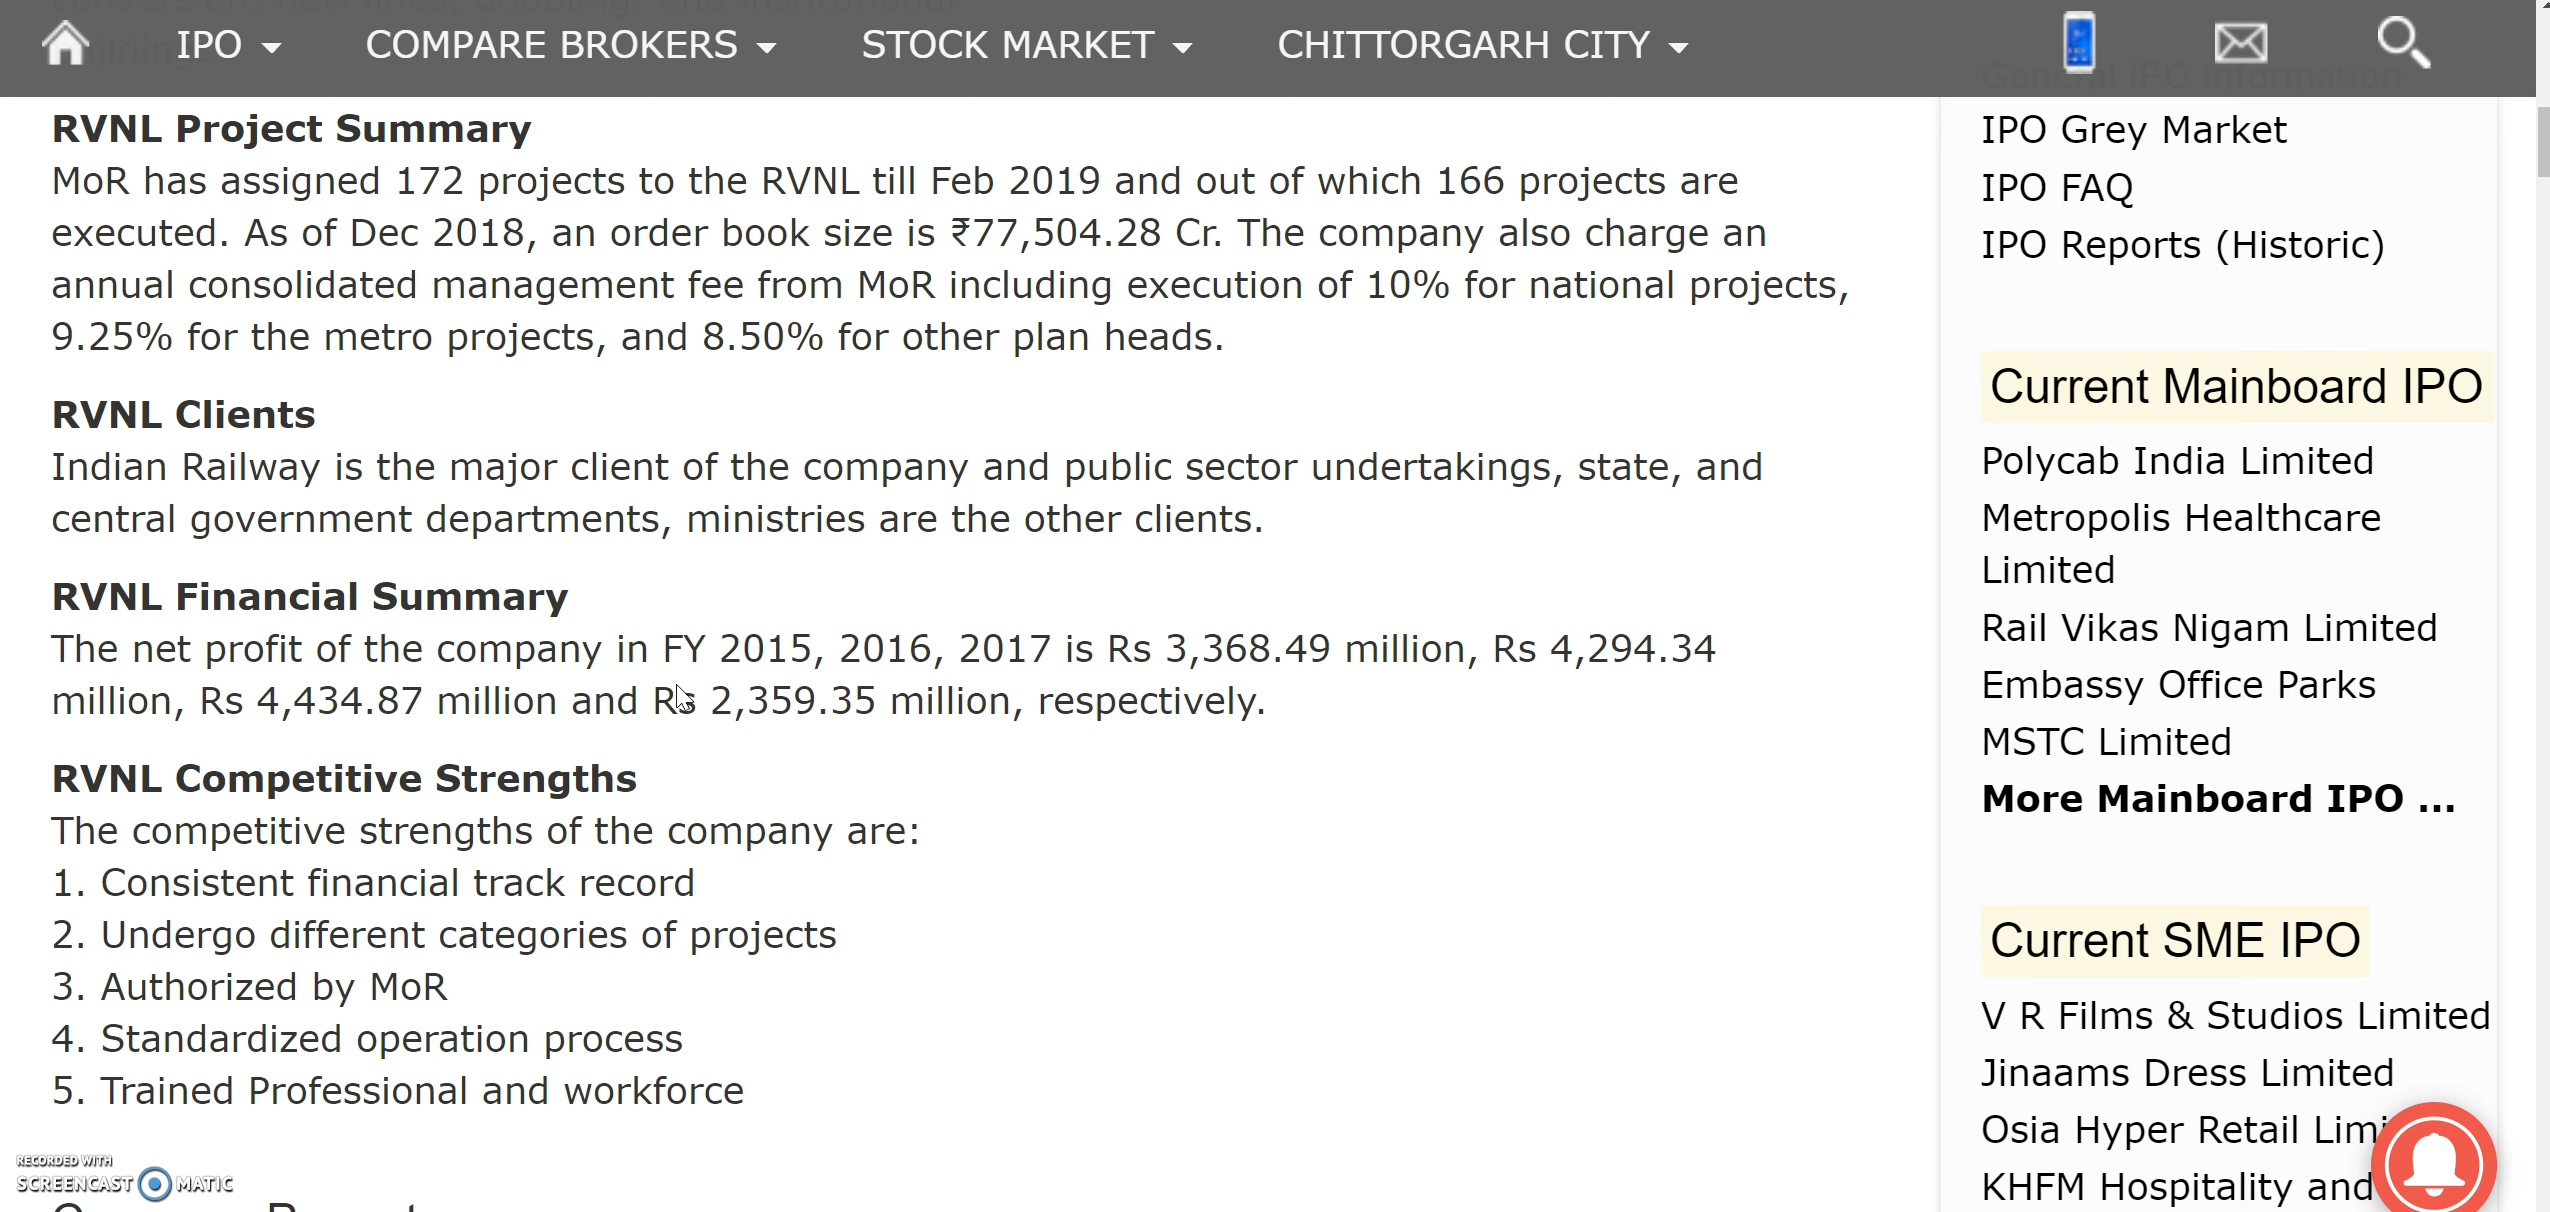 IPO COMPARE BROKERS STOCK MARKET CHITTORGARH CITY
RVNL Project Summary
MoR has assigned 172 projects to the RVNL till Feb 2019 and out of which 166 projects are
executed. As of Dec 2018, an order book size is ₹77,504.28 Cr. The company also charge an
annual consolidated management fee from MoR including execution of 10% for national projects,
9.25% for the metro projects, and 8.50% for other plan heads.
RVNL Clients
Indian Railway is the major client of the company and public sector undertakings, state, and
central government departments, ministries are the other clients.
RVNL Financial Summary
The net profit of the company in FY 2015, 2016, 2017 is Rs 3,368.49 million, Rs 4,294.34
million, Rs 4,434.87 million and Rs 2,359.35 million, respectively.
RVNL Competitive Strengths
The competitive strengths of the company are:
1. Consistent financial track record
2. Undergo different categories of projects
3. Authorized by MoR
4. Standardized operation process
5. Trained Professional and workforce
RECORDED WITH
SCREENCAST MATIC
General IPO Information
IPO Grey Market
IPO FAQ
IPO Reports (Historic)
Current Mainboard IPO
Polycab India Limited
Metropolis Healthcare
Limited
Rail Vikas Nigam Limited
Embassy Office Parks
MSTC Limited
More Mainboard IPO ...
Current SME IPO
V R Films & Studios Limited
Jinaams Dress Limited
Osia Hyper Retail
KHFM Hospitality and